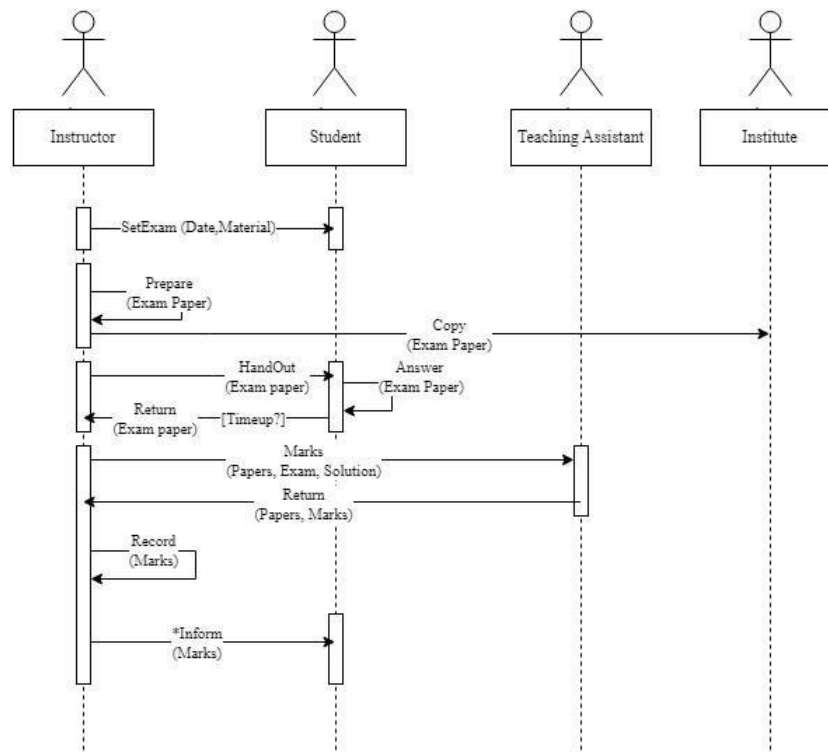 Instructor
Student
Teaching Assistant
Institute
SetExam (Date,Material)
Prepare
(Exam Paper)
Copy
(Exam Paper)
HandOut
(Exam paper)
Answer
(Exam Paper)
Return
(Exam paper)
[Timeup?]
Marks
(Papers, Exam, Solution)
Return
(Papers, Marks)
Record
(Marks)
*Inform
(Marks)